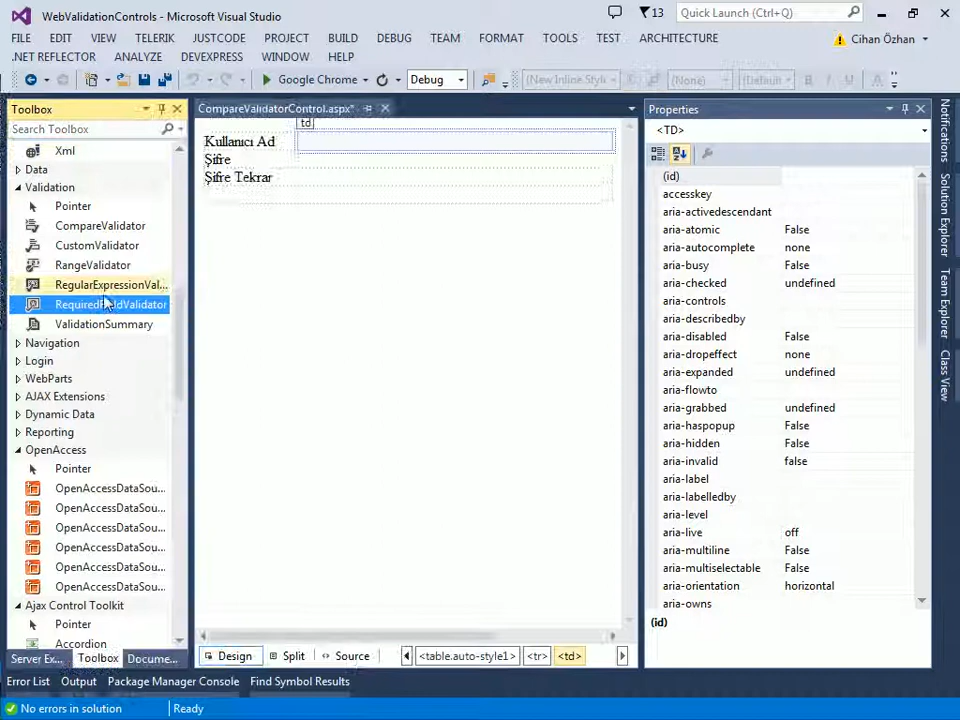 WebValidationControls - Microsoft Visual Studio
13
Quick Launch (Ctrl+Q)
FILE EDIT VIEW TELERIK JUSTCODE PROJECT BUILD DEBUG TEAM FORMAT TOOLS TEST ARCHITECTURE
Cihan Özhan
.NET REFLECTOR ANALYZE DEVEXPRESS WINDOW HELP
Google Chrome
Debug
(New Inline Style
(None)
(Default
B I U A
Toolbox
Search Toolbox
Xml
Data
Validation
Pointer
CompareValidator
CustomValidator
RangeValidator
RegularExpressionVal...
ValidationSummary
Navigation
Login
WebParts
AJAX Extensions
Dynamic Data
Reporting
OpenAccess
Pointer
OpenAccessDataSou...
OpenAccessDataSou...
OpenAccessDataSou...
OpenAccessDataSou...
OpenAccessDataSou...
OpenAccessDataSou...
Ajax Control Toolkit
Pointer
Accordion
Server Ex...
Toolbox
Docume...
CompareValidatorControl.aspx*
td
Kullanıcı Ad
Şifre
Şifre Tekrar
Design
Split
Source
<table.auto-style1>
<tr>
<td>
Properties
<TD>
(id)
accesskey
aria-activedescendant
aria-atomic False
aria-autocomplete none
aria-busy False
aria-checked undefined
aria-controls
aria-describedby
aria-disabled False
aria-dropeffect none
aria-expanded undefined
aria-flowto
aria-grabbed undefined
aria-haspopup False
aria-hidden False
aria-invalid false
aria-label
aria-labelledby
aria-level
aria-live off
aria-multiline False
aria-multiselectable False
aria-orientation horizontal
aria-owns
(id)
Notifications
Solution Explorer
Team Explorer
Class View
Error List
Output
Package Manager Console
Find Symbol Results
No errors in solution
Ready